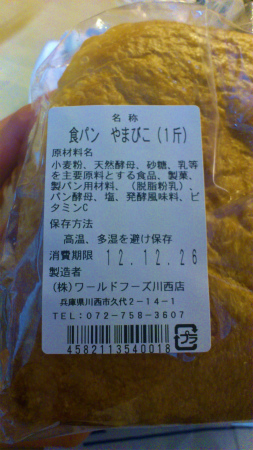 名称
食パン やまびこ(1斤)
原材料名
小麦粉、天然酵母、砂糖、乳等
を主要原料とする食品、製菓、
製パン用材料、(脱脂粉乳)、
パン酵母、塩、発酵風味料、ビ
タミンC
保存方法
高温、多湿を避け保存
消費期限 12.12.26
製造者
(株)ワールドフーズ川西店
兵庫県川西市久代2-14-1
TEL:072-758-3607
4582113540018
プラ